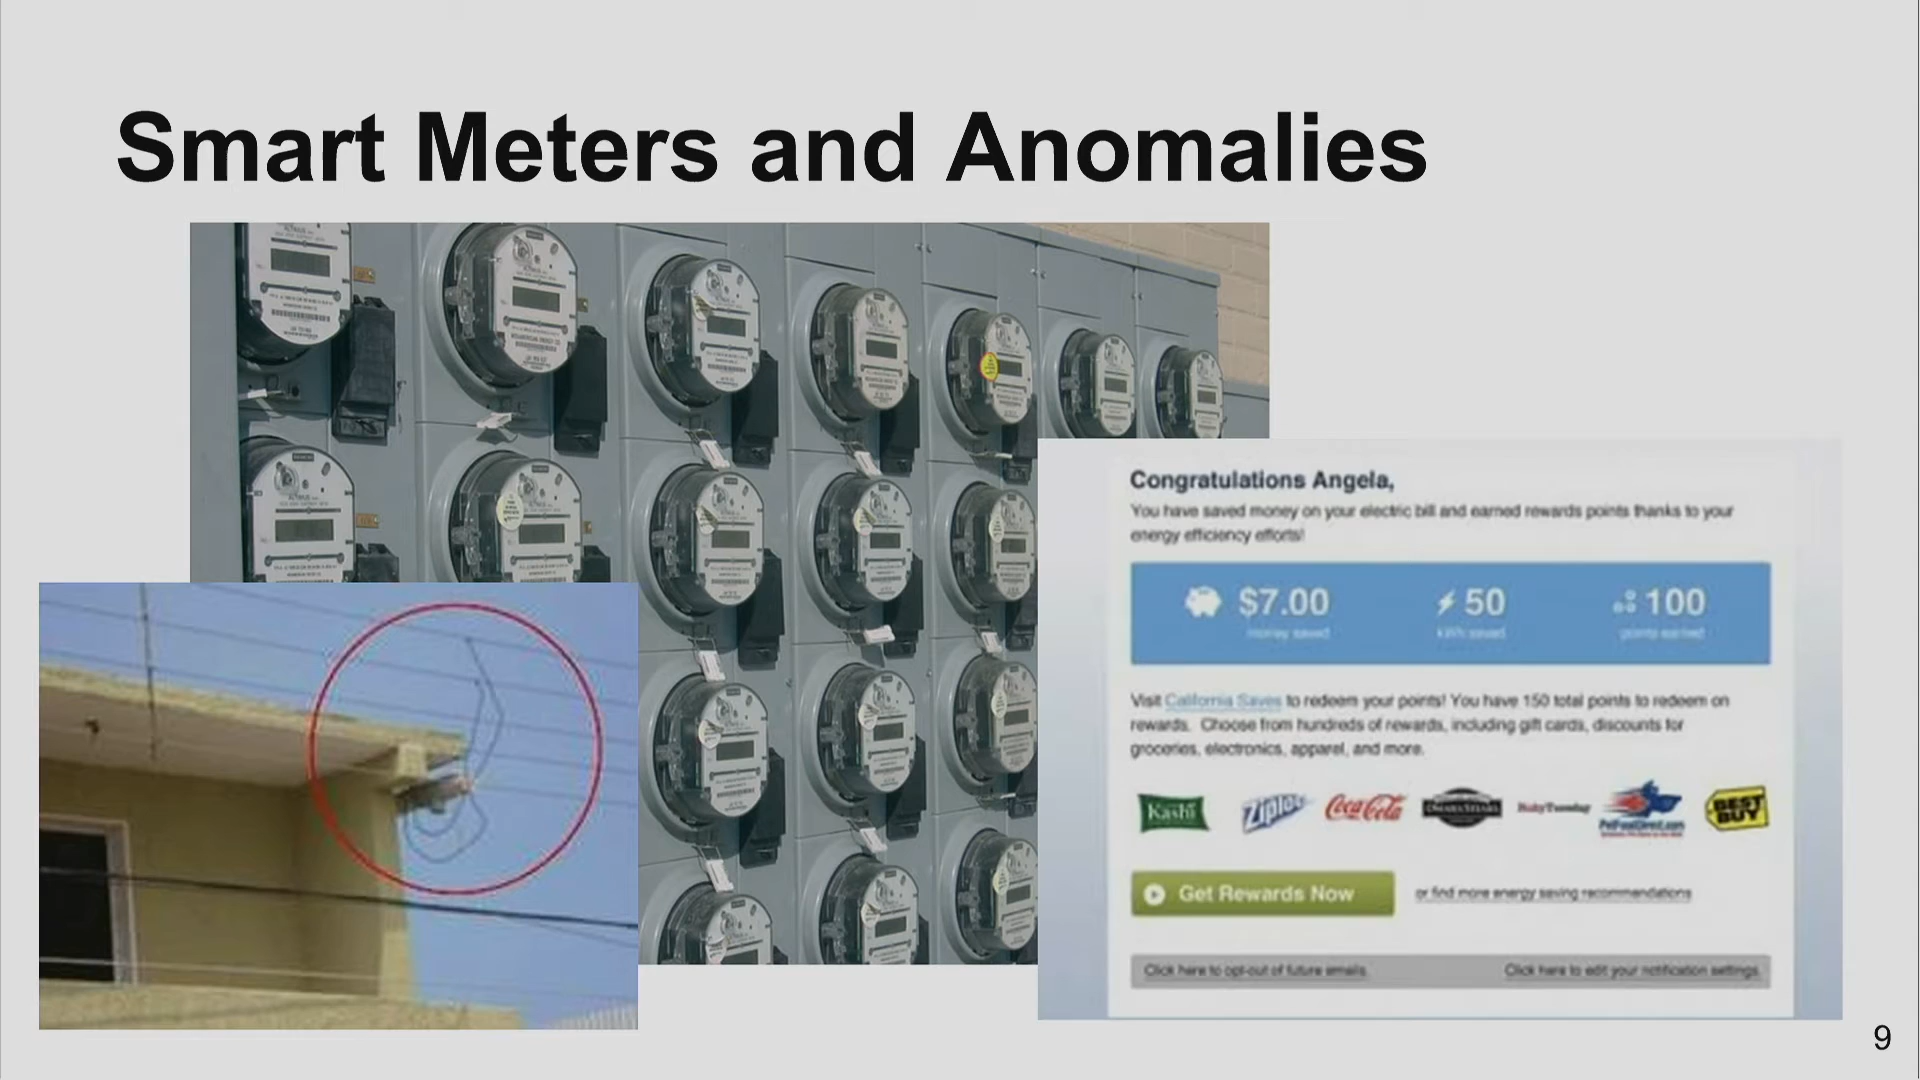 Smart Meters and Anomalies
Congratulations Angela,
You have saved money on your electric bill and earned rewards points thanks to your
energy efficiency efforts!
$7.00 50 100
money saved kWh saved points earned
Visit California Saves to redeem your points! You have 150 total points to redeem on
rewards. Choose from hundreds of rewards, including gift cards, discounts for
groceries, electronics, apparel, and more.
Kashi Ziploc Coca-Cola OmahaSteaks RubyTuesday PetFoodDirect.com BEST BUY
Get Rewards Now or find more energy saving recommendations
Click here to opt-out of future emails. Click here to edit your notification settings.
9